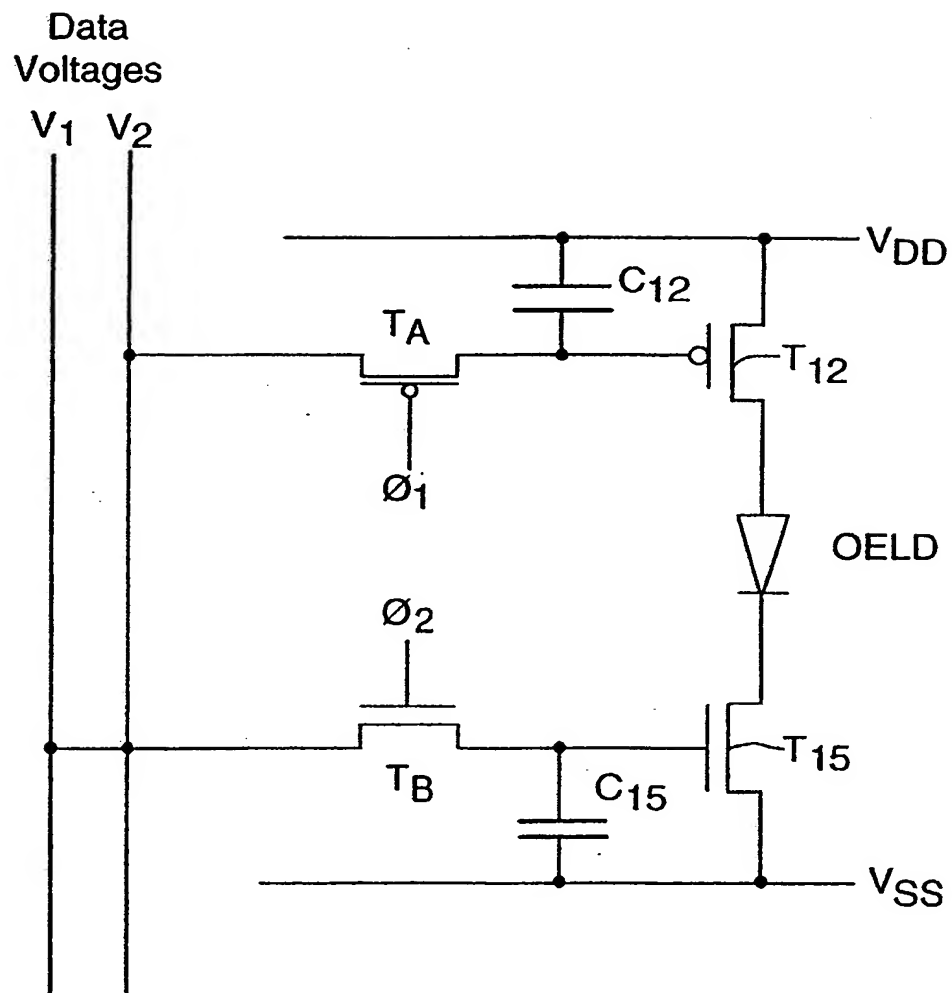 Data
Voltages
V1 V2
VDD
C12
TA
T12
Ø1
OELD
Ø2
T15
TB
C15
VSS